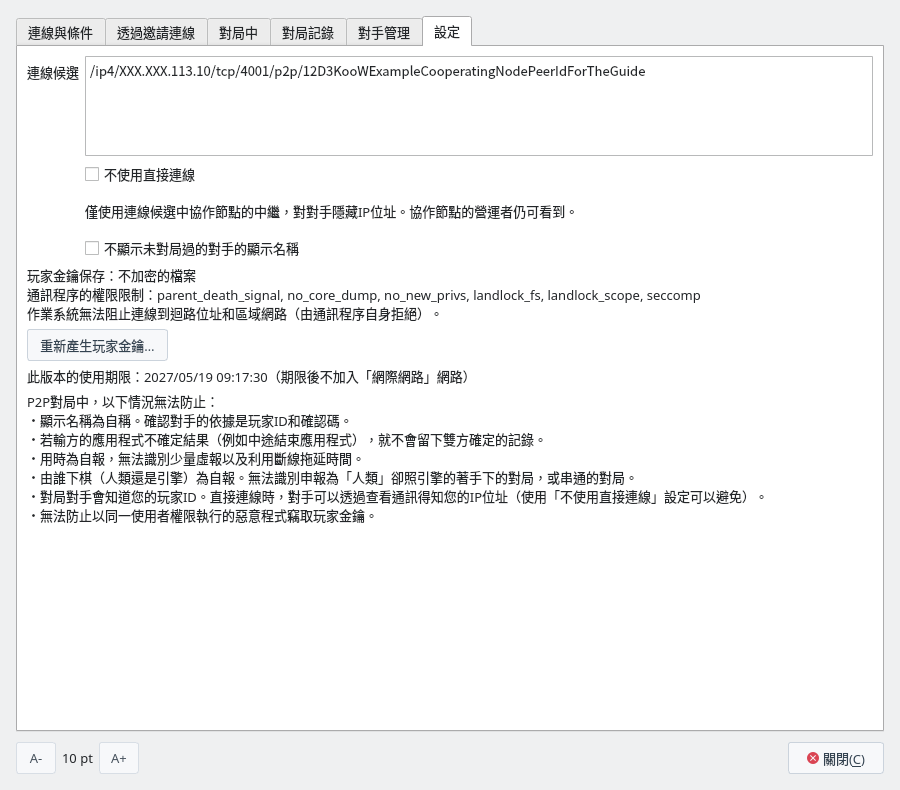 連線與條件 透過邀請連線 對局中 對局記錄 對手管理 設定
連線候選 /ip4/XXX.XXX.113.10/tcp/4001/p2p/12D3KooWExampleCooperatingNodePeerIdForTheGuide
不使用直接連線
僅使用連線候選中協作節點的中繼，對對手隱藏IP位址。協作節點的營運者仍可看到。
不顯示未對局過的對手的顯示名稱
玩家金鑰保存：不加密的檔案
通訊程序的權限限制：parent_death_signal, no_core_dump, no_new_privs, landlock_fs, landlock_scope, seccomp
作業系統無法阻止連線到迴路位址和區域網路（由通訊程序自身拒絕）。
重新產生玩家金鑰...
此版本的使用期限：2027/05/19 09:17:30（期限後不加入「網際網路」網路）
P2P對局中，以下情況無法防止：
・顯示名稱為自稱。確認對手的依據是玩家ID和確認碼。
・若輸方的應用程式不確定結果（例如中途結束應用程式），就不會留下雙方確定的記錄。
・用時為自報，無法識別少量虛報以及利用斷線拖延時間。
・由誰下棋（人類還是引擎）為自報。無法識別申報為「人類」卻照引擎的著手下的對局，或串通的對局。
・對局對手會知道您的玩家ID。直接連線時，對手可以透過查看通訊得知您的IP位址（使用「不使用直接連線」設定可以避免）。
・無法防止以同一使用者權限執行的惡意程式竊取玩家金鑰。
A- 10 pt A+ 關閉(C)